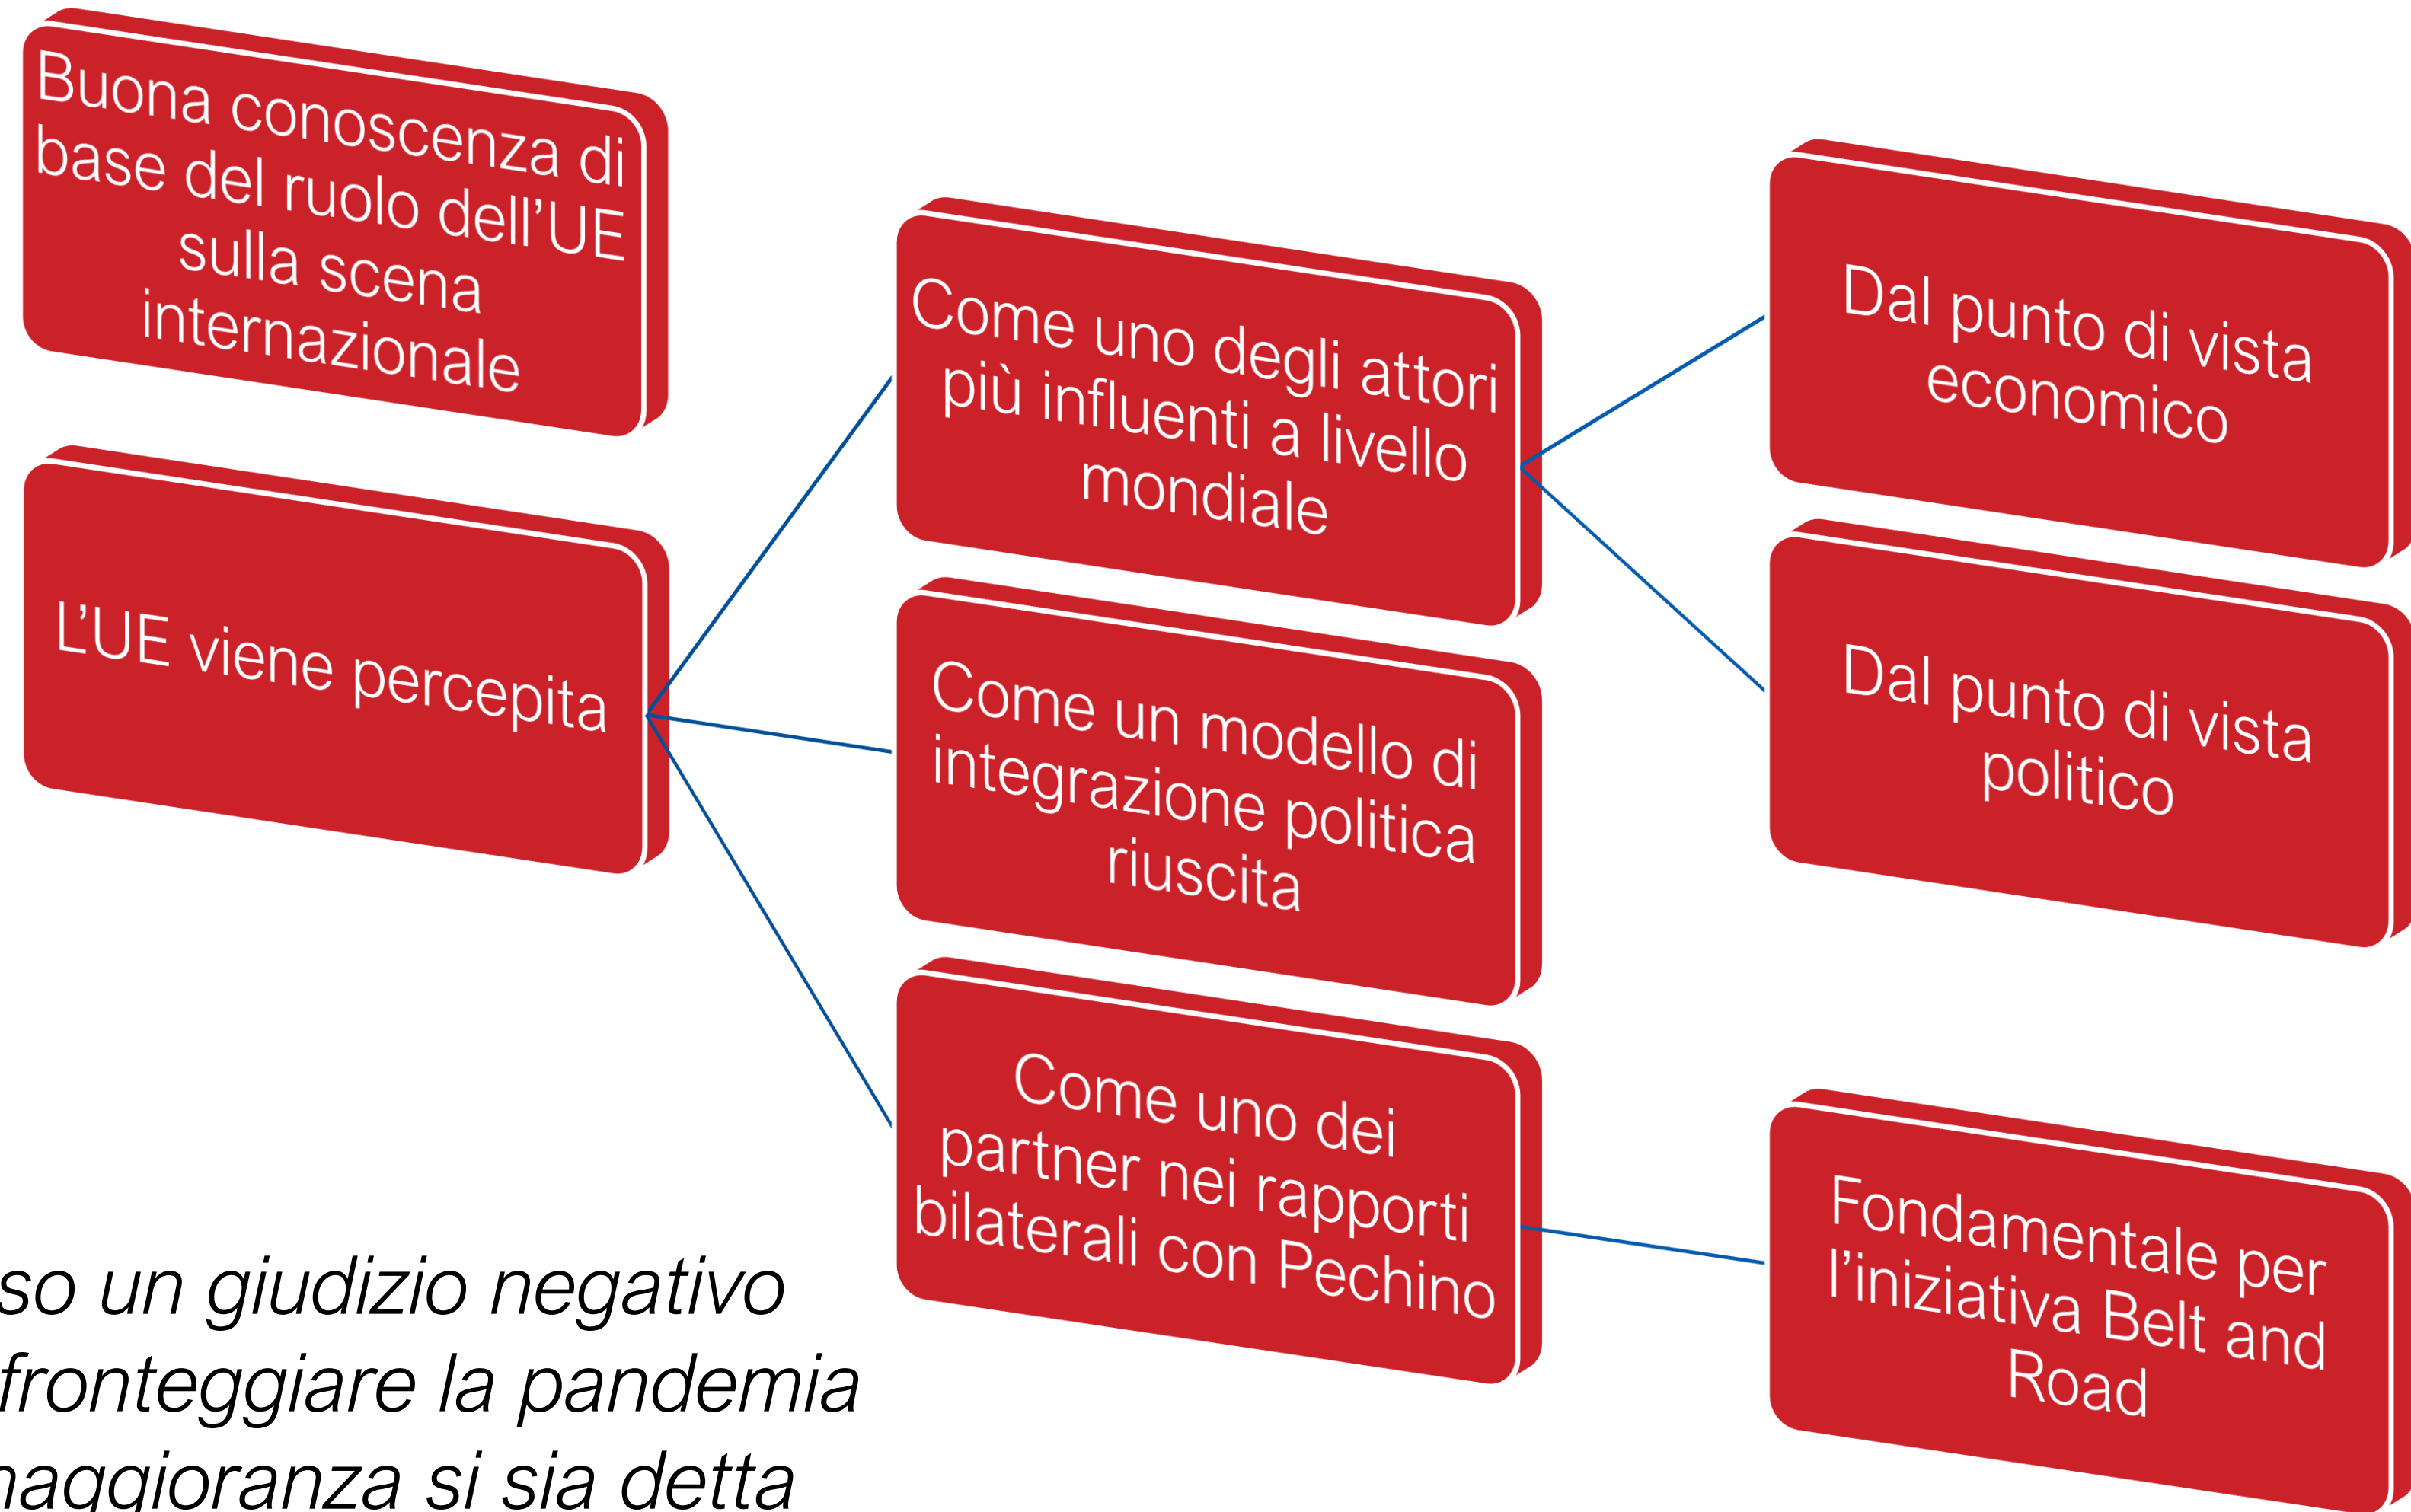 Buona conoscenza di
base del ruolo dell’UE
sulla scena
internazionale
L’UE viene percepita
Come uno degli attori
più influenti a livello
mondiale
Come un modello di
integrazione politica
riuscita
Come uno dei
partner nei rapporti
bilaterali con Pechino
Dal punto di vista
economico
Dal punto di vista
politico
Fondamentale per
l’iniziativa Belt and
Road
so un giudizio negativo
fronteggiare la pandemia
maggioranza si sia detta